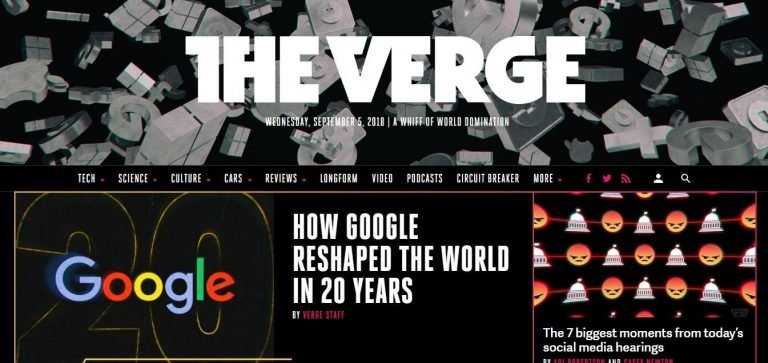 THE VERGE
WEDNESDAY, SEPTEMBER 5, 2018 | A WHIFF OF WORLD DOMINATION
TECH SCIENCE CULTURE CARS REVIEWS LONGFORM VIDEO PODCASTS CIRCUIT BREAKER MORE
20
Google
HOW GOOGLE
RESHAPED THE WORLD
IN 20 YEARS
BY VERGE STAFF
The 7 biggest moments from today's
social media hearings
BY ADI ROBERTSON AND CASEY NEWTON